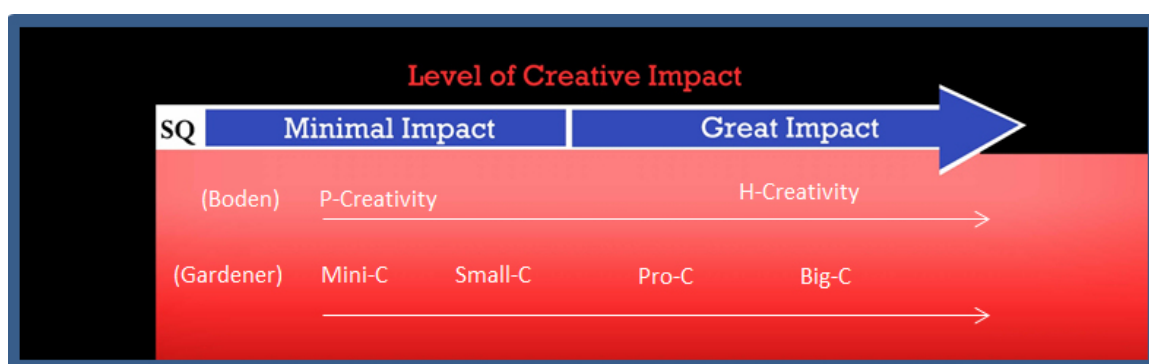 Level of Creative Impact
SQ Minimal Impact Great Impact
(Boden) P-Creativity H-Creativity
(Gardener) Mini-C Small-C Pro-C Big-C